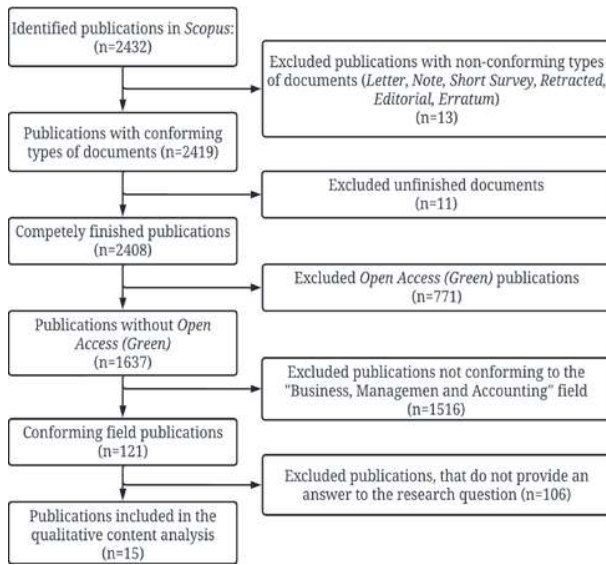 Identified publications in Scopus:
(n=2432)
Excluded publications with non-conforming types
of documents (Letter, Note, Short Survey, Retracted,
Editorial, Erratum)
(n=13)
Publications with conforming
types of documents (n=2419)
Excluded unfinished documents
(n=11)
Competely finished publications
(n=2408)
Excluded Open Access (Green) publications
(n=771)
Publications without Open
Access (Green)
(n=1637)
Excluded publications not conforming to the
"Business, Managemen and Accounting" field
(n=1516)
Conforming field publications
(n=121)
Excluded publications, that do not provide an
answer to the research question (n=106)
Publications included in the
qualitative content analysis
(n=15)